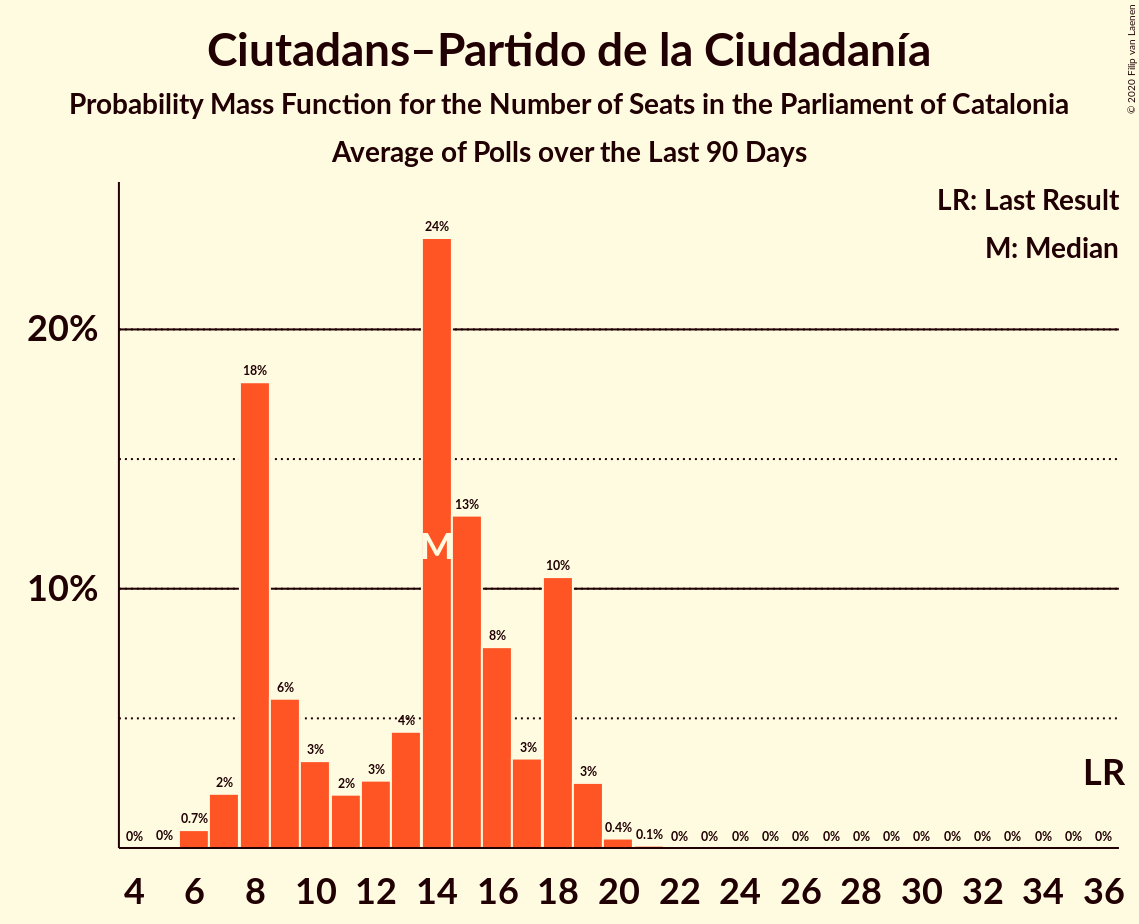 Ciutadans–Partido de la Ciudadanía
Probability Mass Function for the Number of Seats in the Parliament of Catalonia
Average of Polls over the Last 90 Days
© 2020 Filip van Laenen
LR: Last Result
M: Median
20%
10%
0% 0% 0.7% 2% 18% 6% 3% 2% 3% 4% 24% 13% 8% 3% 10% 3% 0.4% 0.1% 0% 0% 0% 0% 0% 0% 0% 0% 0% 0% 0% 0% 0% 0% 0%
M
LR
4 6 8 10 12 14 16 18 20 22 24 26 28 30 32 34 36